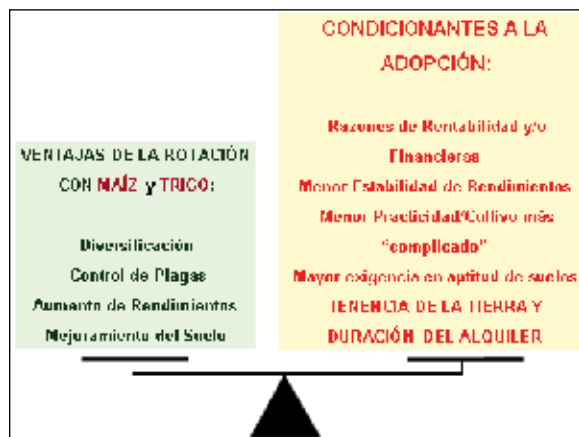 VENTAJAS DE LA ROTACIÓN
CON MAÍZ y TRIGO:
Diversificación
Control de Plagas
Aumento de Rendimientos
Mejoramiento del Suelo
CONDICIONANTES A LA
ADOPCIÓN:
Razones de Rentabilidad y/o
Financieras
Menor Estabilidad de Rendimientos
Menor Practicidad/Cultivo más
"complicado"
Mayor exigencia en aptitud de suelos
TENENCIA DE LA TIERRA Y
DURACIÓN DEL ALQUILER